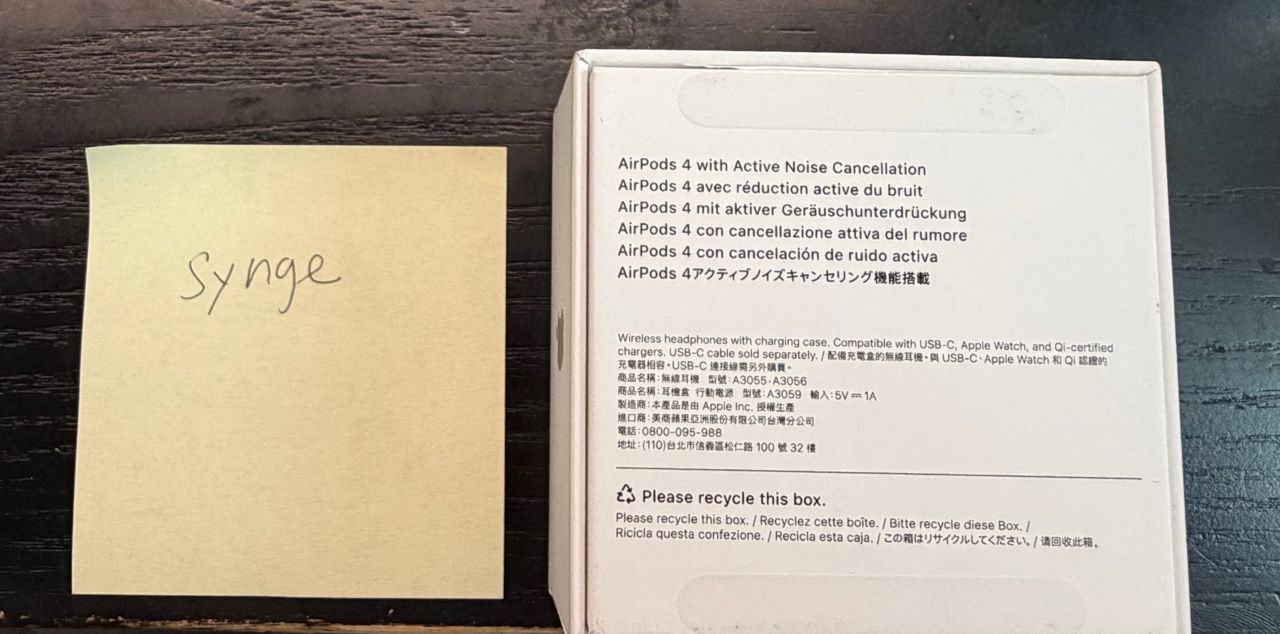 synge
AirPods 4 with Active Noise Cancellation
AirPods 4 avec réduction active du bruit
AirPods 4 mit aktiver Geräuschunterdrückung
AirPods 4 con cancellazione attiva del rumore
AirPods 4 con cancelación de ruido activa
AirPods 4アクティブノイズキャンセリング機能搭載
Wireless headphones with charging case. Compatible with USB-C, Apple Watch, and Qi-certified
chargers. USB-C cable sold separately. / 配備充電盒的無線耳機。與 USB-C、Apple Watch 和 Qi 認證的
充電器相容。USB-C 連接線需另外購買。
商品名稱：無線耳機 型號：A3055、A3056
商品名稱：耳機盒 行動電源 型號：A3059 輸入：5V⎓1A
製造商：本產品是由 Apple Inc. 授權生產
進口商：美商蘋果亞洲股份有限公司台灣分公司
電話：0800-095-988
地址：(110)台北市信義區松仁路 100 號 32 樓
Please recycle this box.
Please recycle this box. / Recyclez cette boîte. / Bitte recycle diese Box. /
Ricicla questa confezione. / Recicla esta caja. / この箱はリサイクルしてください。/ 请回收此箱。